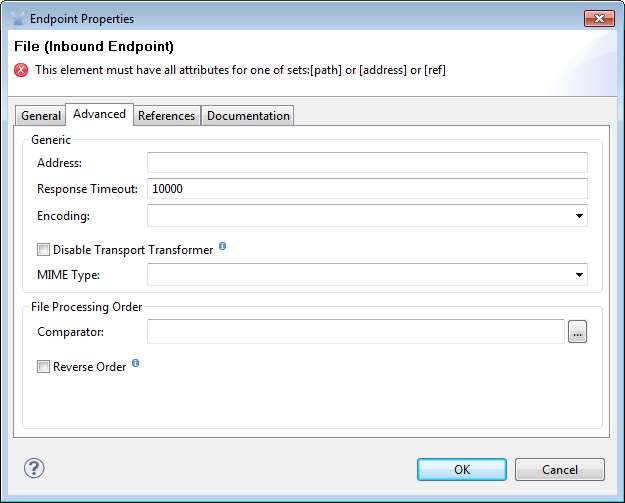 Endpoint Properties
File (Inbound Endpoint)
This element must have all attributes for one of sets:[path] or [address] or [ref]
General Advanced References Documentation
Generic
Address:
Response Timeout: 10000
Encoding:
Disable Transport Transformer
MIME Type:
File Processing Order
Comparator: ...
Reverse Order
OK Cancel